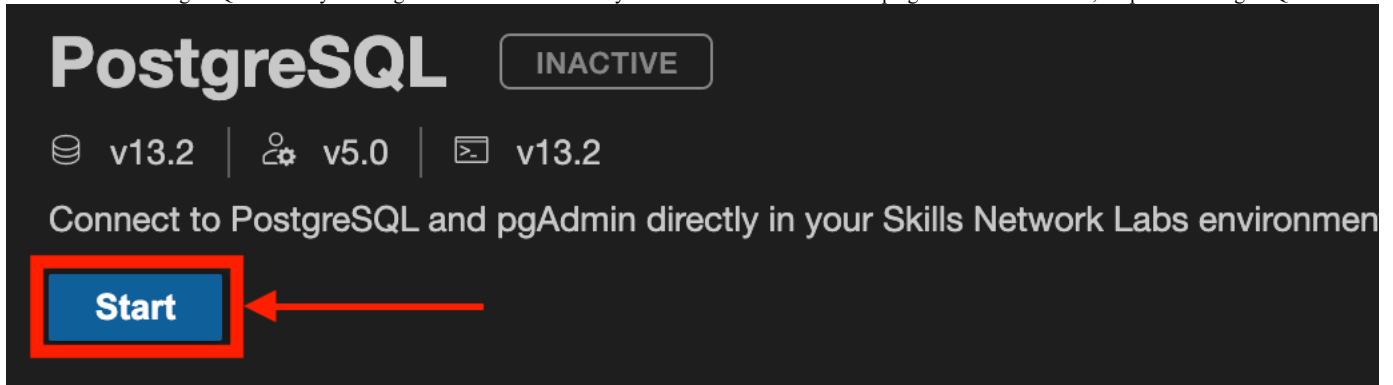 PostgreSQL INACTIVE
v13.2 v5.0 v13.2
Connect to PostgreSQL and pgAdmin directly in your Skills Network Labs environmen
Start